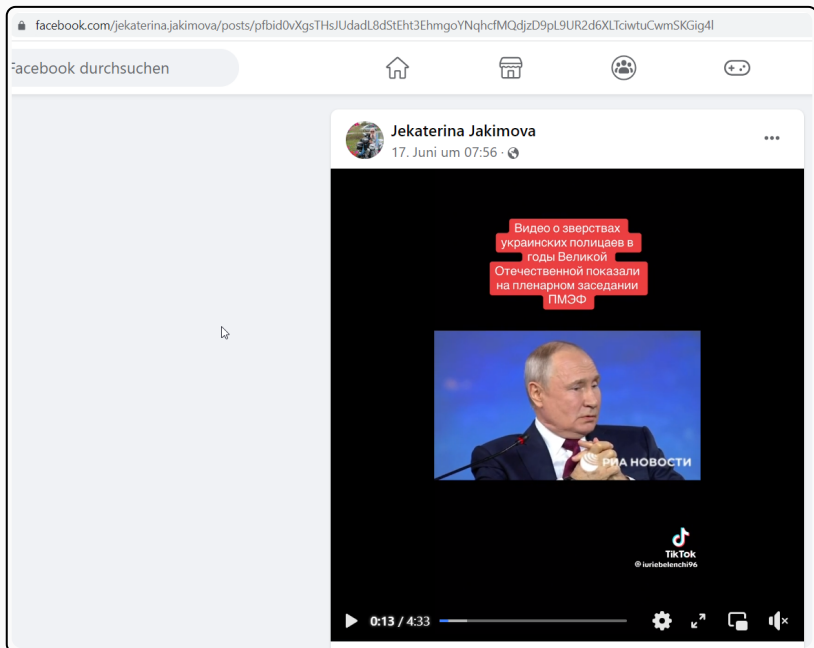 facebook.com/jekaterina.jakimova/posts/pfbid0vXgsTHsJUdadL8dStEht3EhmgoYNqhcfMQdjzD9pL9UR2d6XLTciwtuCwmSKGig4l
Facebook durchsuchen
Jekaterina Jakimova
17. Juni um 07:56 ·
Видео о зверствах
украинских полицаев в
годы Великой
Отечественной показали
на пленарном заседании
ПМЭФ
РИА НОВОСТИ
TikTok
@iuriebelenchi96
0:13 / 4:33